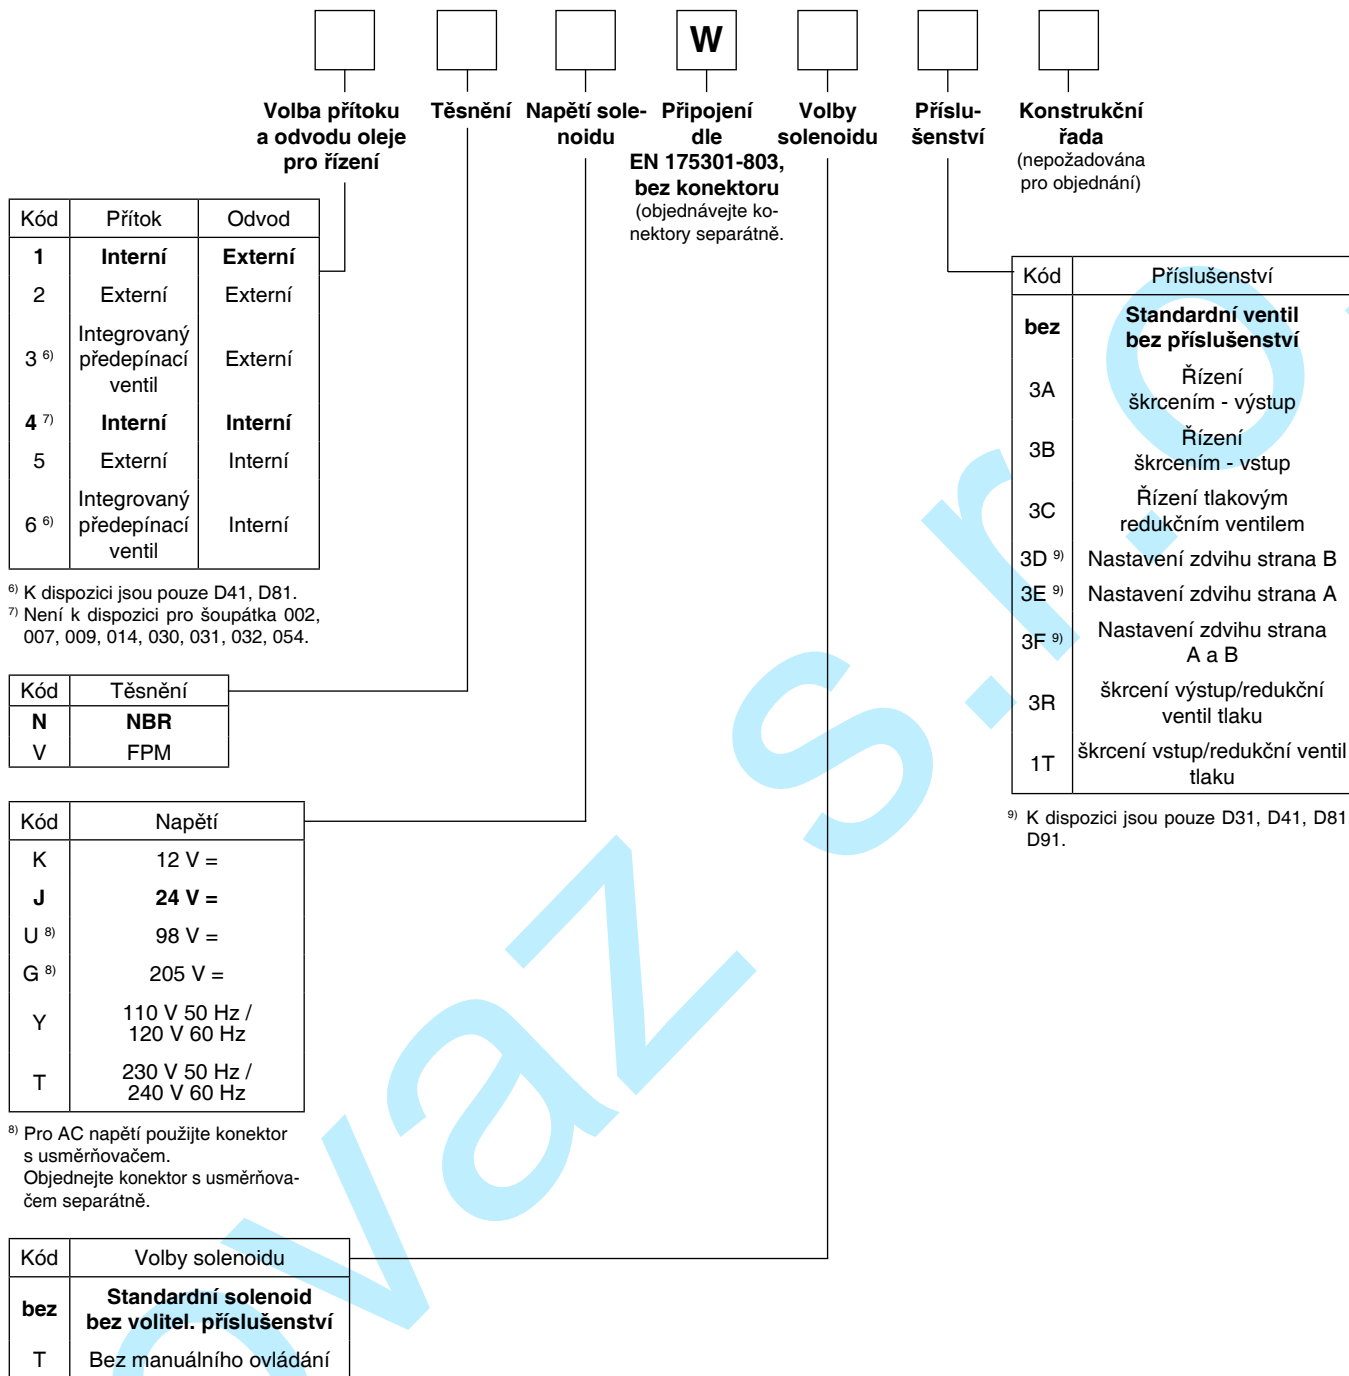 W
Volba přítoku
a odvodu oleje
pro řízení
Těsnění
Napětí sole-
noidu
Připojení
dle
EN 175301-803,
bez konektoru
(objednávejte ko-
nektory separátně.
Volby
solenoidu
Příslu-
šenství
Konstrukční
řada
(nepožadována
pro objednání)
Kód Přítok Odvod
1 Interní Externí
2 Externí Externí
3 6) Integrovaný
předepínací
ventil
Externí
4 7) Interní Interní
5 Externí Interní
6 6) Integrovaný
předepínací
ventil
Interní
6) K dispozici jsou pouze D41, D81.
7) Není k dispozici pro šoupátka 002,
007, 009, 014, 030, 031, 032, 054.
Kód Těsnění
N NBR
V FPM
Kód Napětí
K 12 V =
J 24 V =
U 8) 98 V =
G 8) 205 V =
Y 110 V 50 Hz /
120 V 60 Hz
T 230 V 50 Hz /
240 V 60 Hz
8) Pro AC napětí použijte konektor
s usměrňovačem.
Objednejte konektor s usměrňova-
čem separátně.
Kód Volby solenoidu
bez Standardní solenoid
bez volitel. příslušenství
T Bez manuálního ovládání
Kód Příslušenství
bez Standardní ventil
bez příslušenství
3A Řízení
škrcením - výstup
3B Řízení
škrcením - vstup
3C Řízení tlakovým
redukčním ventilem
3D 9) Nastavení zdvihu strana B
3E 9) Nastavení zdvihu strana A
3F 9) Nastavení zdvihu strana
A a B
3R škrcení výstup/redukční
ventil tlaku
1T škrcení vstup/redukční ventil
tlaku
9) K dispozici jsou pouze D31, D41, D81
D91.
ovaz s.r.o.